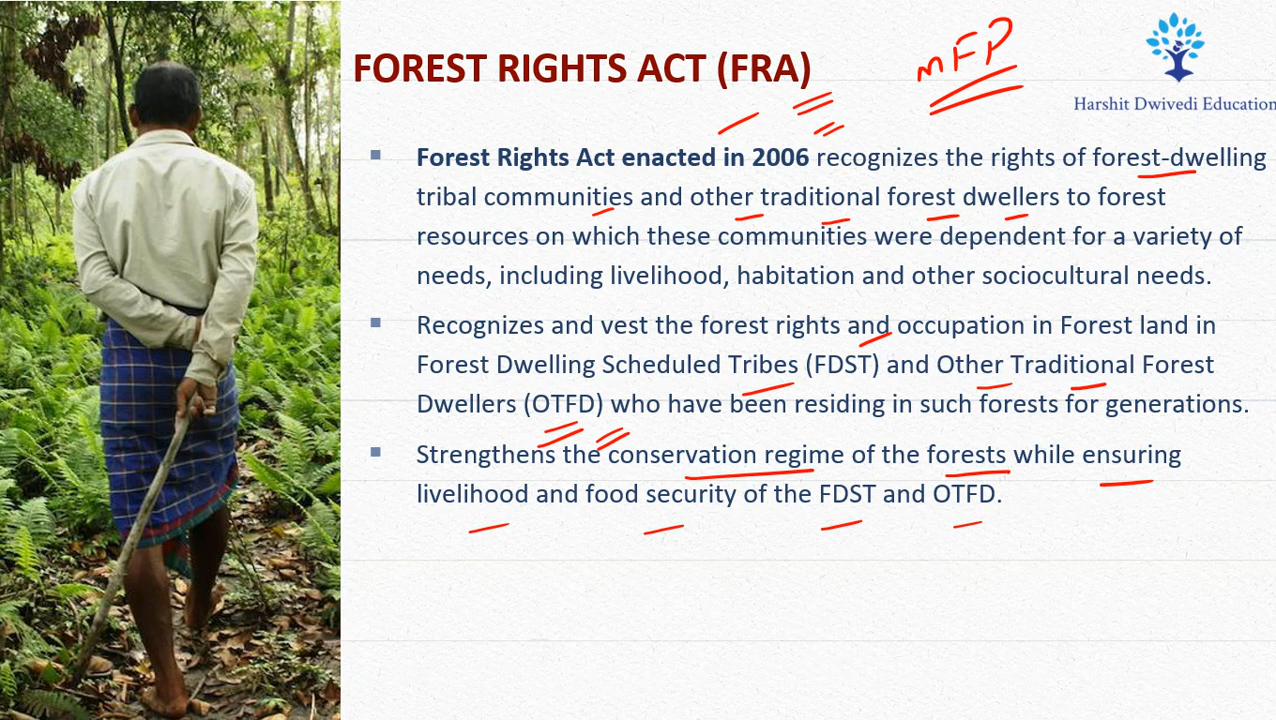 FOREST RIGHTS ACT (FRA)
MFP
Harshit Dwivedi Education
▪ Forest Rights Act enacted in 2006 recognizes the rights of forest-dwelling
tribal communities and other traditional forest dwellers to forest
resources on which these communities were dependent for a variety of
needs, including livelihood, habitation and other sociocultural needs.
▪ Recognizes and vest the forest rights and occupation in Forest land in
Forest Dwelling Scheduled Tribes (FDST) and Other Traditional Forest
Dwellers (OTFD) who have been residing in such forests for generations.
▪ Strengthens the conservation regime of the forests while ensuring
livelihood and food security of the FDST and OTFD.